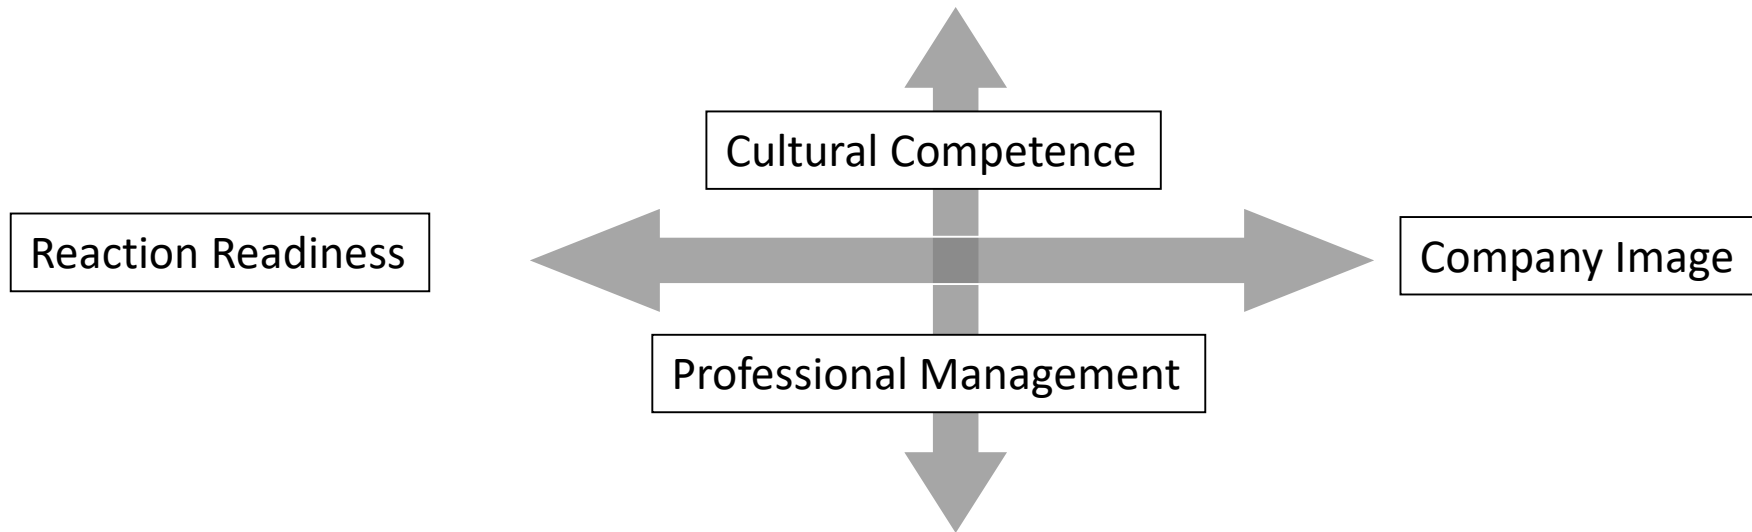 Cultural Competence
Reaction Readiness
Company Image
Professional Management